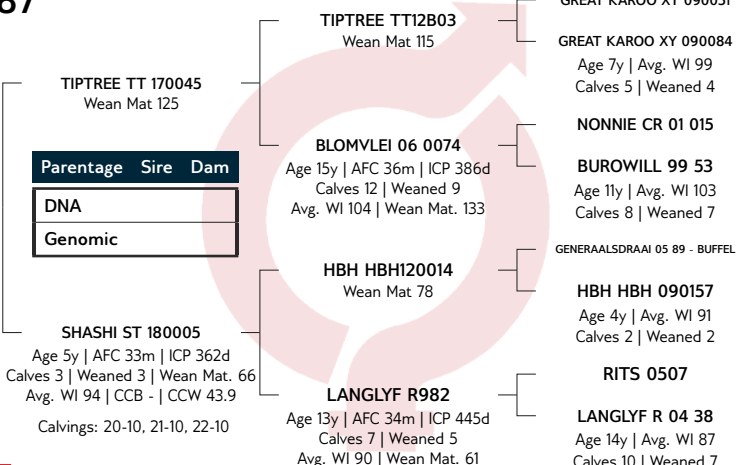 67
TIPTREE TT 170045
Wean Mat 125
Parentage Sire Dam
DNA
Genomic
SHASHI ST 180005
Age 5y | AFC 33m | ICP 362d
Calves 3 | Weaned 3 | Wean Mat. 66
Avg. WI 94 | CCB - | CCW 43.9
Calvings: 20-10, 21-10, 22-10
TIPTREE TT12B03
Wean Mat 115
BLOMVLEI 06 0074
Age 15y | AFC 36m | ICP 386d
Calves 12 | Weaned 9
Avg. WI 104 | Wean Mat. 133
HBH HBH120014
Wean Mat 78
LANGLYF R982
Age 13y | AFC 34m | ICP 445d
Calves 7 | Weaned 5
Avg. WI 90 | Wean Mat. 61
GREAT KAROO XY 090051
GREAT KAROO XY 090084
Age 7y | Avg. WI 99
Calves 5 | Weaned 4
NONNIE CR 01 015
BUROWILL 99 53
Age 11y | Avg. WI 103
Calves 8 | Weaned 7
GENERAALSDRAAI 05 89 - BUFFEL
HBH HBH 090157
Age 4y | Avg. WI 91
Calves 2 | Weaned 2
RITS 0507
LANGLYF R 04 38
Age 14y | Avg. WI 87
Calves 10 | Weaned 7